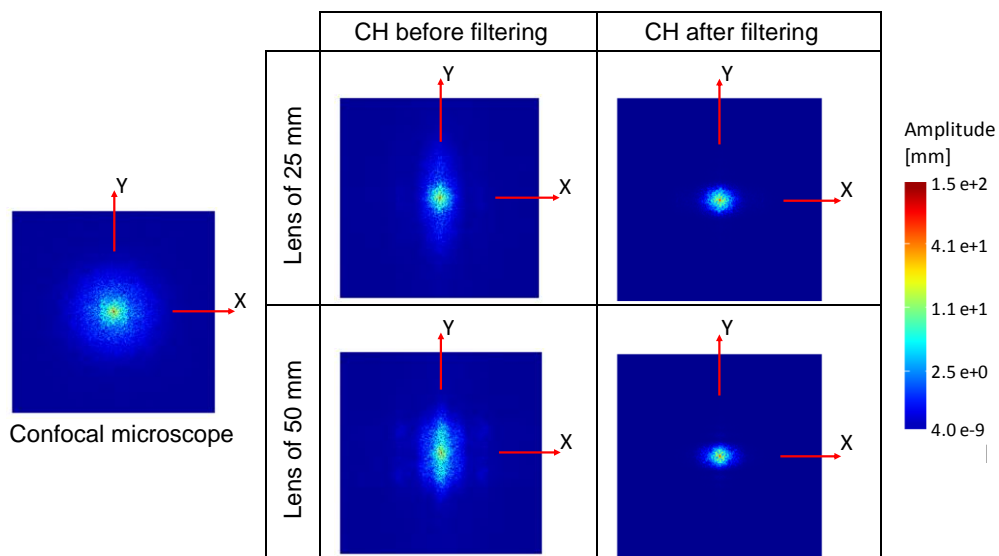 CH before filtering
CH after filtering
Lens of 25 mm
Y
X
Y
X
Amplitude
[mm]
1.5 e+2
4.1 e+1
1.1 e+1
2.5 e+0
4.0 e-9
Y
X
Confocal microscope
Lens of 50 mm
Y
X
Y
X